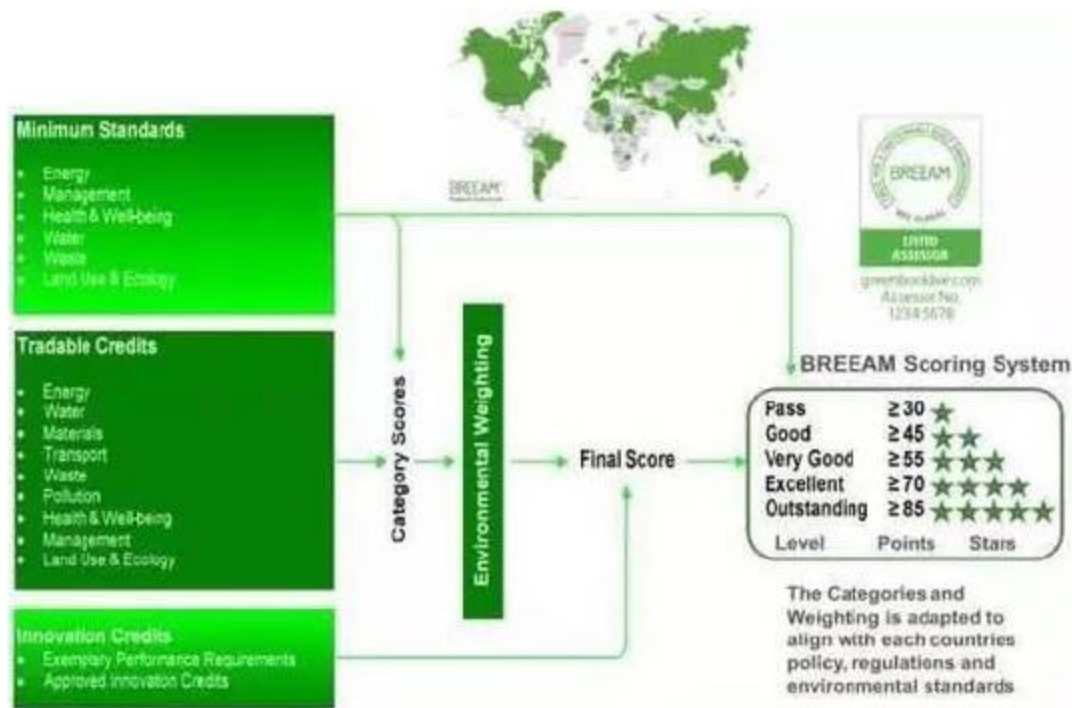 Minimum Standards
Energy
Management
Health & Well-being
Water
Waste
Land Use & Ecology
Tradable Credits
Energy
Water
Materials
Transport
Waste
Pollution
Health & Well-being
Management
Land Use & Ecology
Innovation Credits
Exemplary Performance Requirements
Approved Innovation Credits
Category Scores
Environmental Weighting
Final Score
BREEAM
BREEAM
LISTED
ASSESSOR
greenbooklive.com
Assessor No.
1234-5678
BREEAM Scoring System
Pass ≥30
Good ≥45
Very Good ≥55
Excellent ≥70
Outstanding ≥85
Level Points Stars
The Categories and
Weighting is adapted to
align with each countries
policy, regulations and
environmental standards